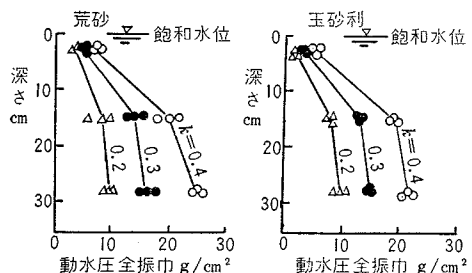 荒砂
飽和水位
0
10
20
30
深さ cm
0.2
0.3
k=0.4
0 10 20 30
動水圧全振巾 g/cm²
玉砂利
飽和水位
0
10
20
30
深さ cm
0.2
0.3
k=0.4
0 10 20 30
動水圧全振巾 g/cm²